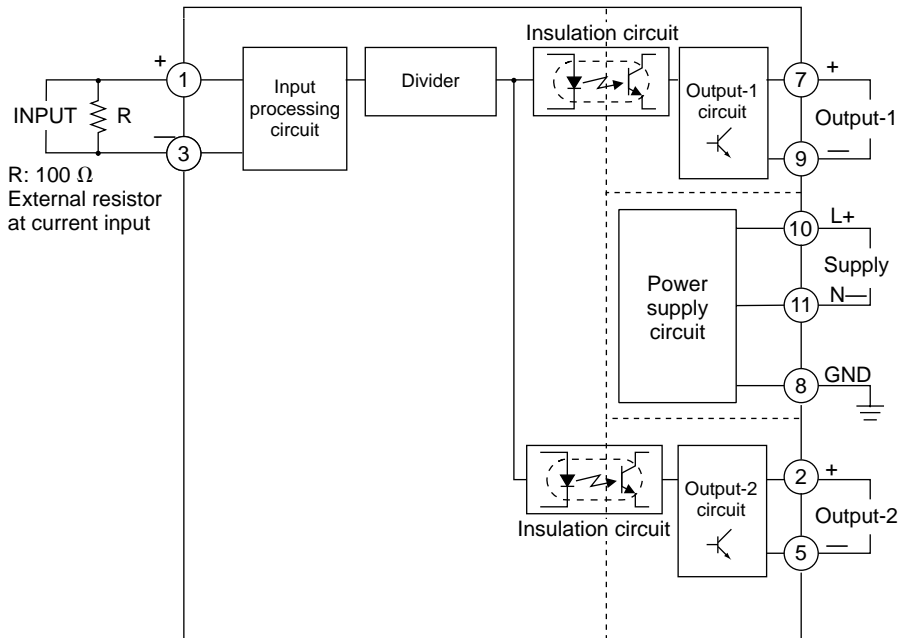 Insulation circuit
+
1
INPUT
R
—
3
R: 100 Ω
External resistor
at current input
Input
processing
circuit
Divider
Output-1
circuit
7
+
Output-1
9
—
Power
supply
circuit
10
L+
Supply
11
N—
8
GND
Insulation circuit
Output-2
circuit
2
+
Output-2
5
—